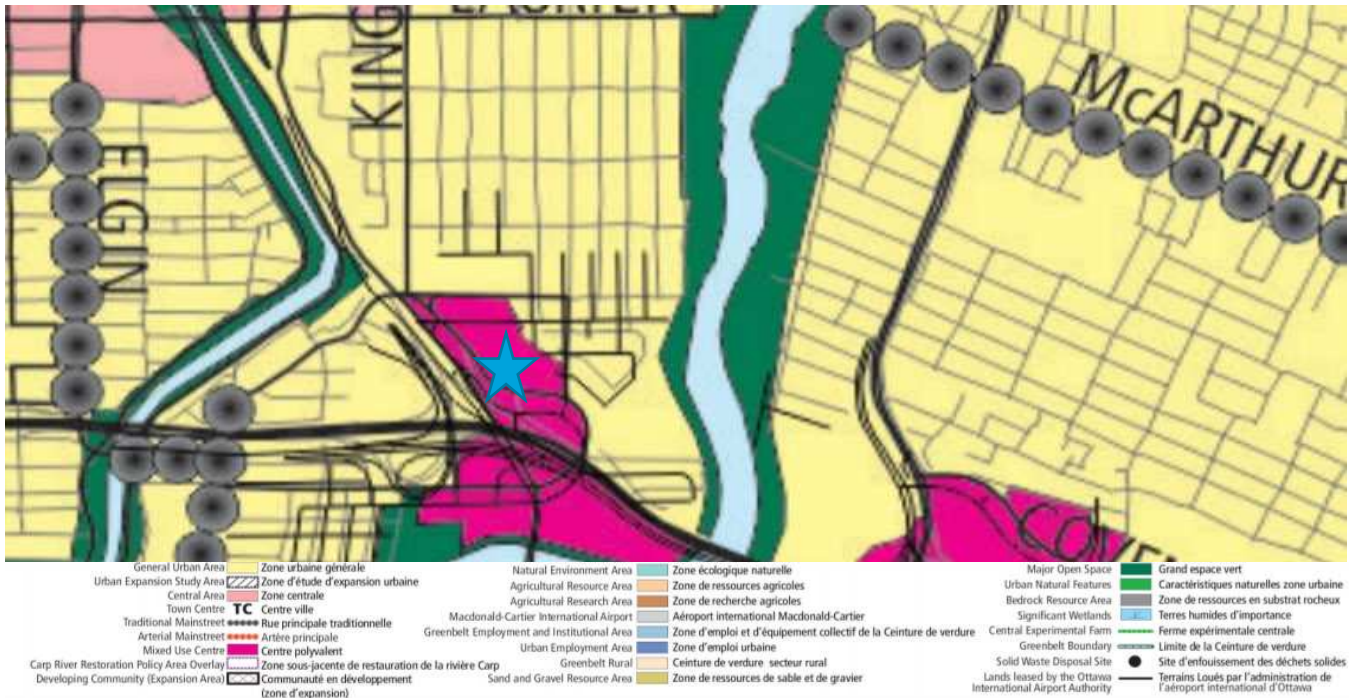 LAURIER
KING
ELGIN
McARTHUR
General Urban Area Zone urbaine générale
Urban Expansion Study Area Zone d'étude d'expansion urbaine
Central Area Zone centrale
Town Centre TC Centre ville
Traditional Mainstreet Rue principale traditionnelle
Arterial Mainstreet Artère principale
Mixed Use Centre Centre polyvalent
Carp River Restoration Policy Area Overlay Zone sous-jacente de restauration de la rivière Carp
Developing Community (Expansion Area) Communauté en développement
(zone d'expansion)
Natural Environment Area Zone écologique naturelle
Agricultural Resource Area Zone de ressources agricoles
Agricultural Research Area Zone de recherche agricoles
Macdonald-Cartier International Airport Aéroport international Macdonald-Cartier
Greenbelt Employment and Institutional Area Zone d'emploi et d'équipement collectif de la Ceinture de verdure
Urban Employment Area Zone d'emploi urbaine
Greenbelt Rural Ceinture de verdure secteur rural
Sand and Gravel Resource Area Zone de ressources de sable et de gravier
Major Open Space Grand espace vert
Urban Natural Features Caractéristiques naturelles zone urbaine
Bedrock Resource Area Zone de ressources en substrat rocheux
Significant Wetlands Terres humides d'importance
Central Experimental Farm Ferme expérimentale centrale
Greenbelt Boundary Limite de la Ceinture de verdure
Solid Waste Disposal Site Site d'enfouissement des déchets solides
Lands leased by the Ottawa Terrains Loués par l'administration de
International Airport Authority l'aéroport international d'Ottawa